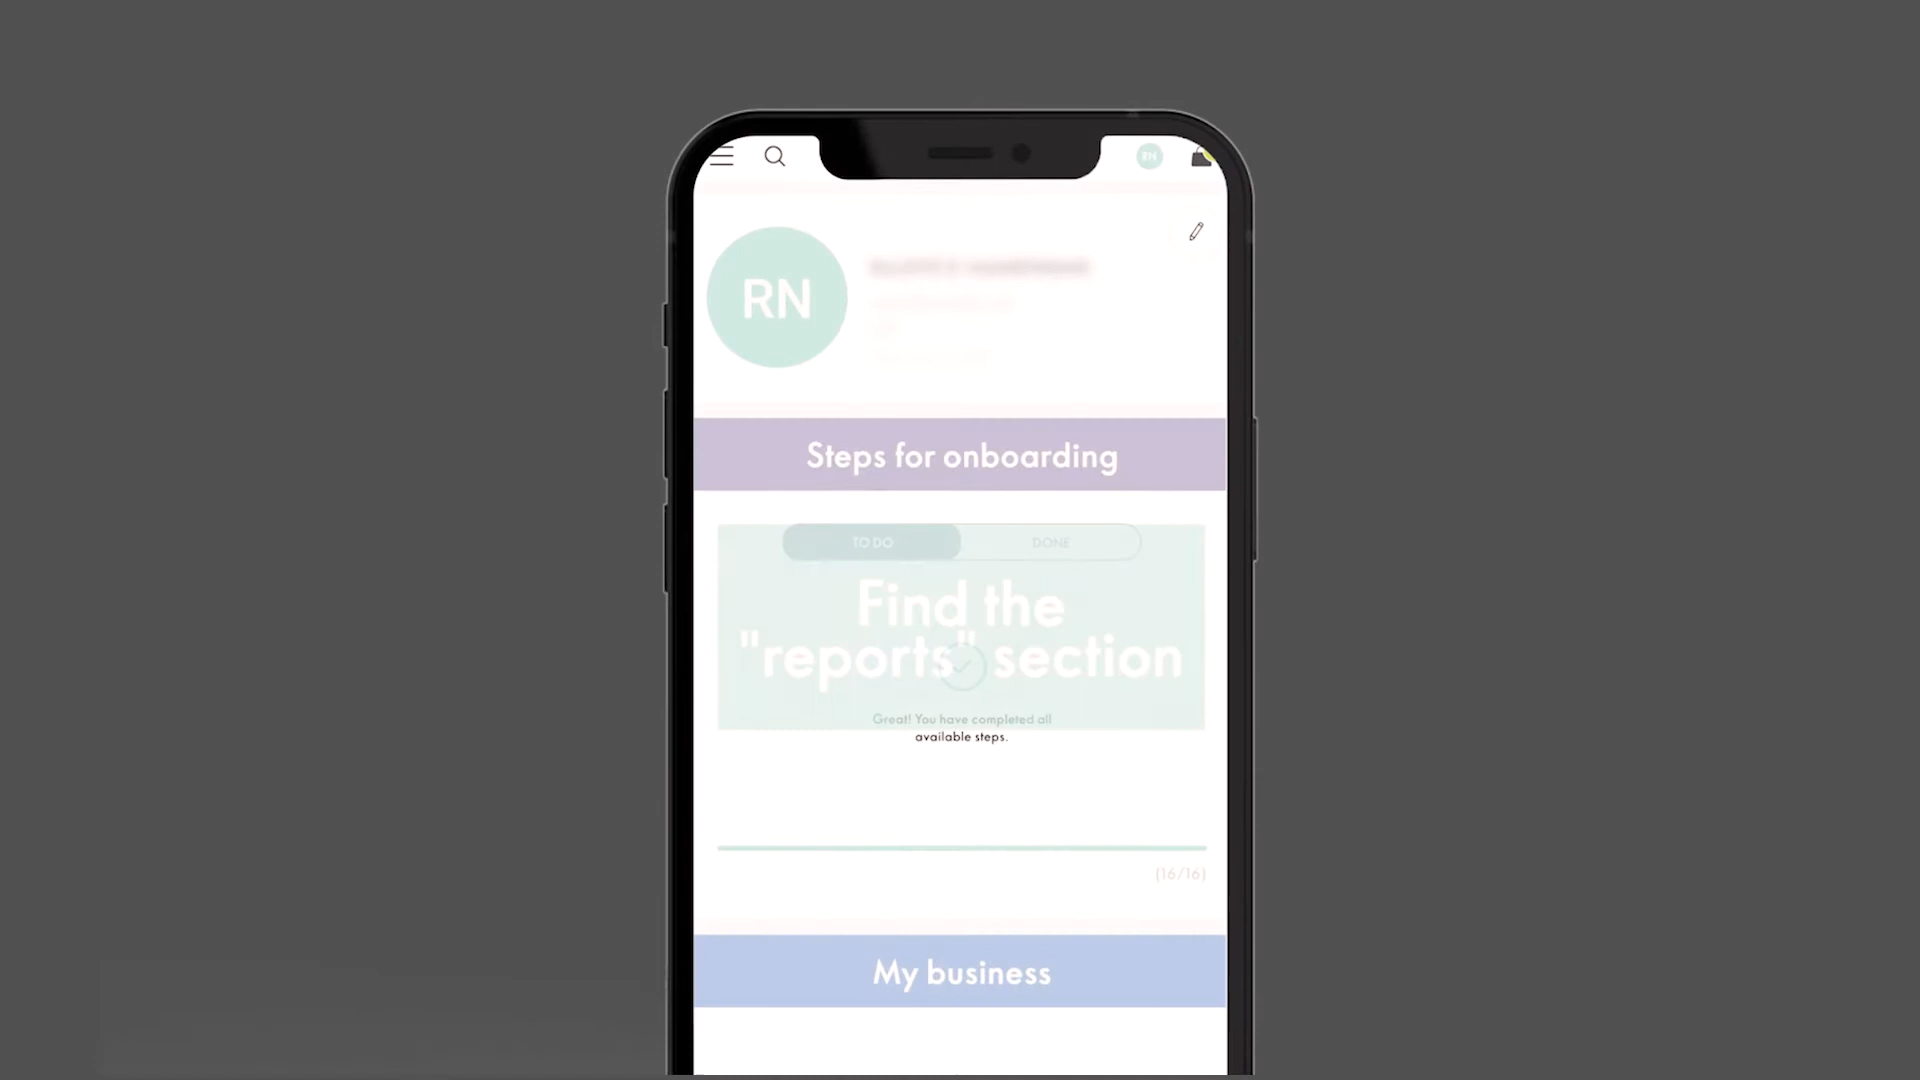 RN
RN
Steps for onboarding
TO DO
DONE
Find the
"reports" section
Great! You have completed all
available steps.
(16/16)
My business